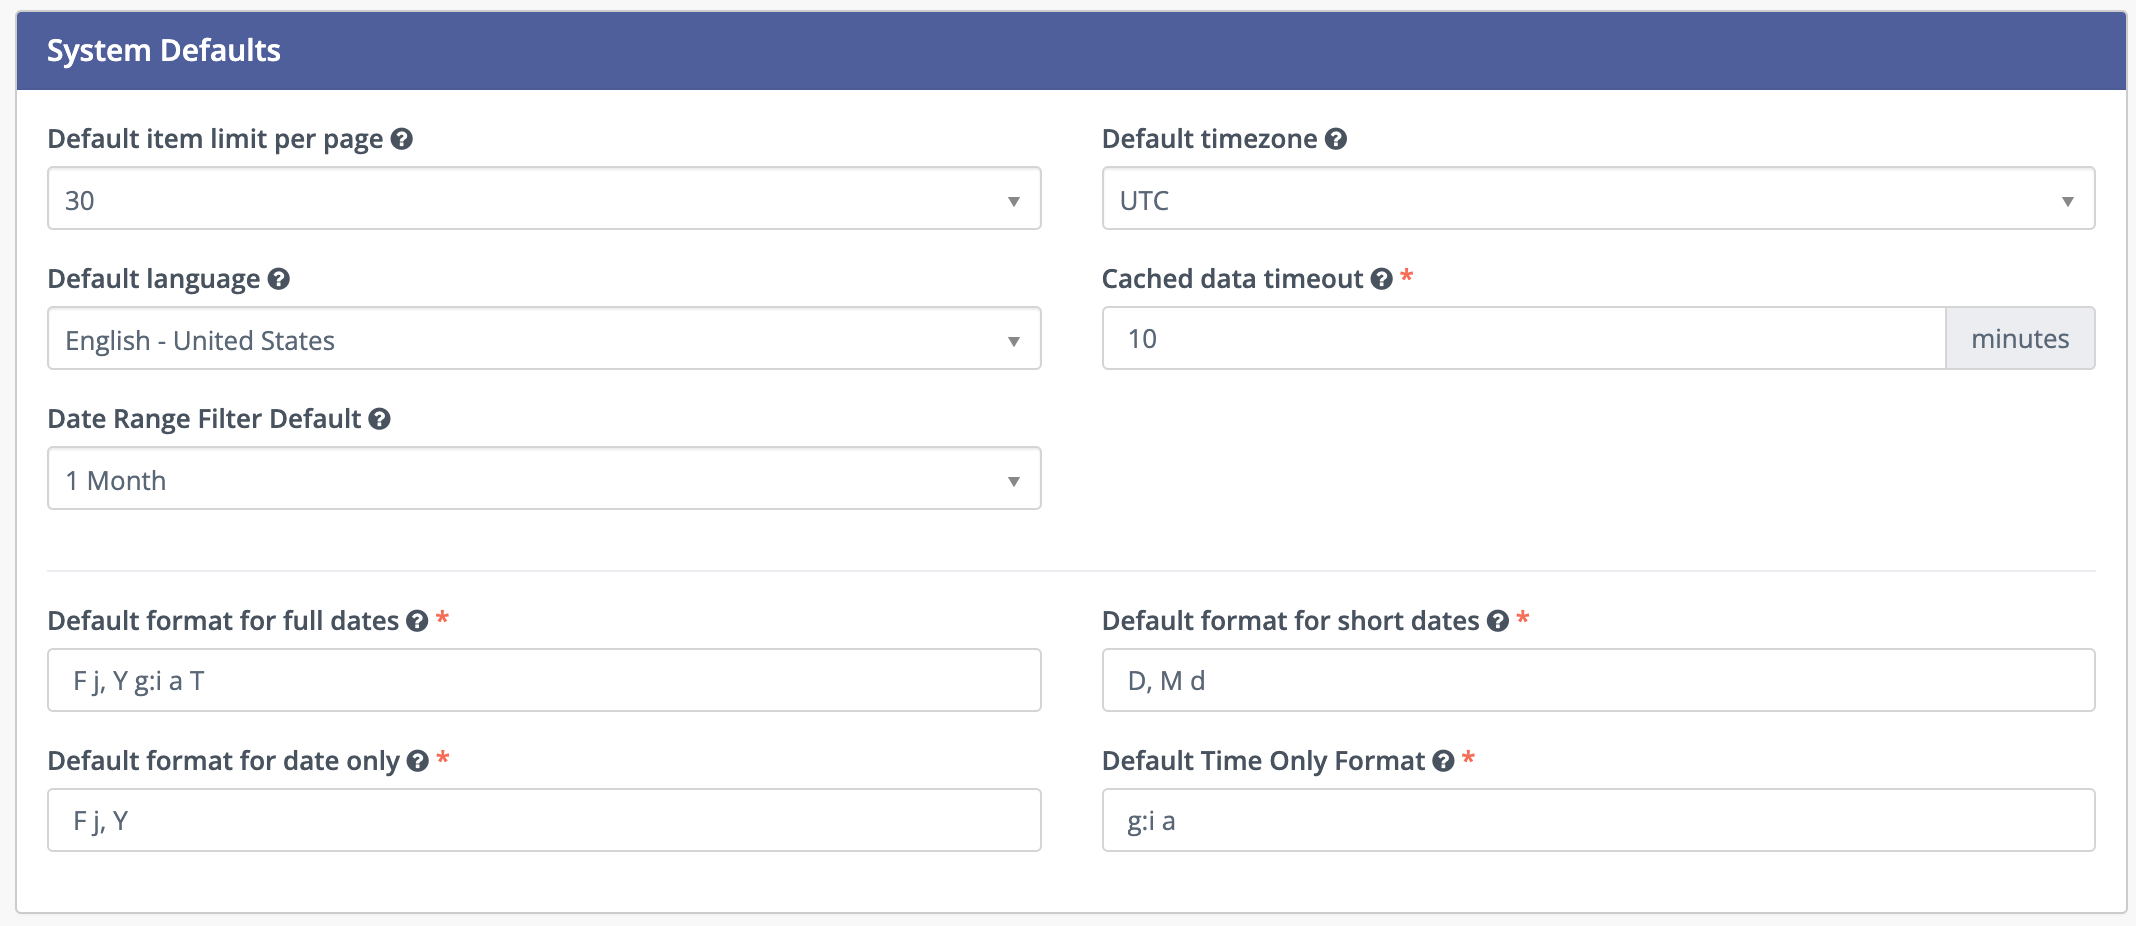 System Defaults
Default item limit per page
30
Default timezone
UTC
Default language
English - United States
Cached data timeout *
10
minutes
Date Range Filter Default
1 Month
Default format for full dates *
F j, Y g:i a T
Default format for short dates *
D, M d
Default format for date only *
F j, Y
Default Time Only Format *
g:i a